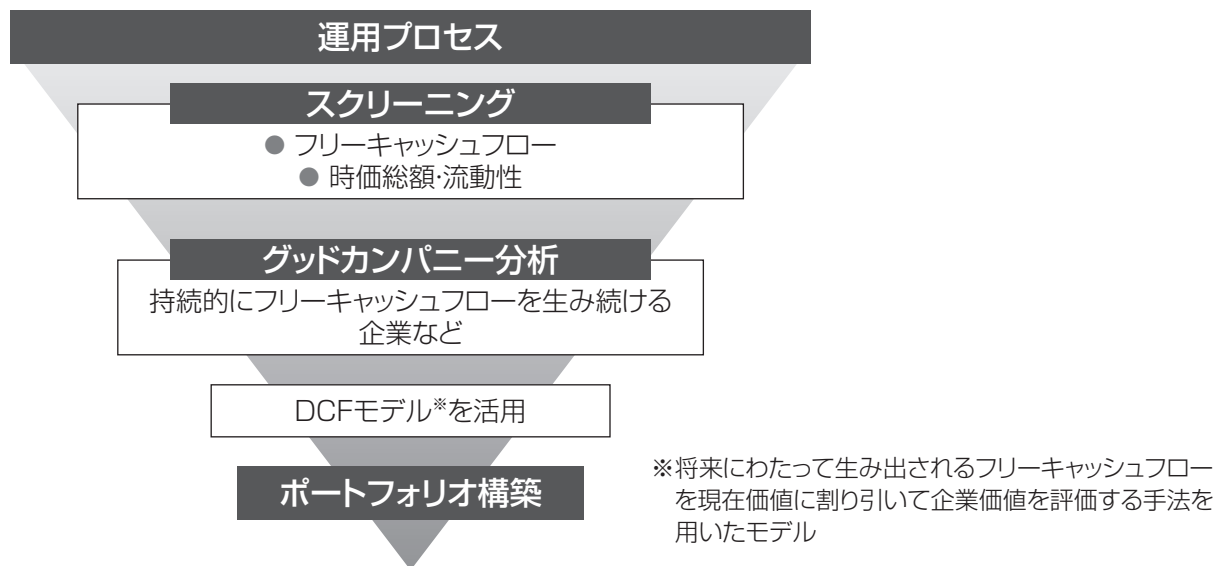 運用プロセス
スクリーニング
● フリーキャッシュフロー
● 時価総額・流動性
グッドカンパニー分析
持続的にフリーキャッシュフローを生み続ける
企業など
DCFモデル※を活用
ポートフォリオ構築
※将来にわたって生み出されるフリーキャッシュフロー
を現在価値に割り引いて企業価値を評価する手法を
用いたモデル